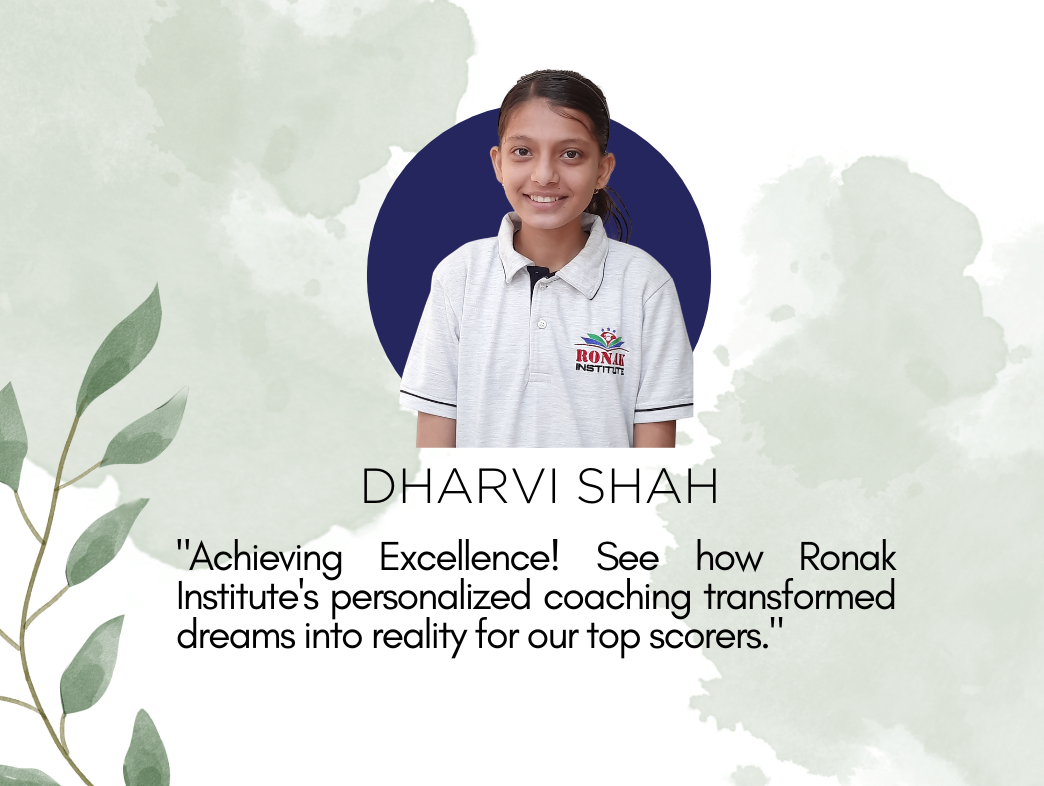 RONAK
INSTITUTE
DHARVI SHAH
"Achieving Excellence! See how Ronak
Institute's personalized coaching transformed
dreams into reality for our top scorers."